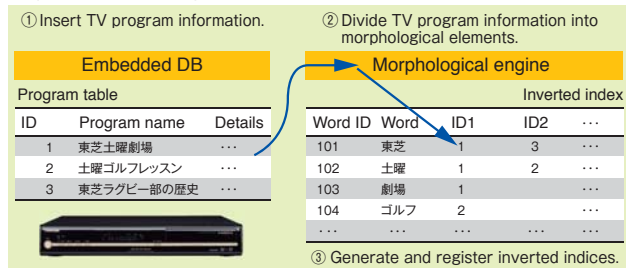 ① Insert TV program information.
② Divide TV program information into
morphological elements.
Embedded DB
Morphological engine
Program table
Inverted index
ID Program name Details
1 東芝土曜劇場 ···
2 土曜ゴルフレッスン ···
3 東芝ラグビー部の歴史 ···
Word ID Word ID1 ID2 ···
101 東芝 1 3 ···
102 土曜 1 2 ···
103 劇場 1 ···
104 ゴルフ 2 ···
··· ··· ··· ··· ···
③ Generate and register inverted indices.